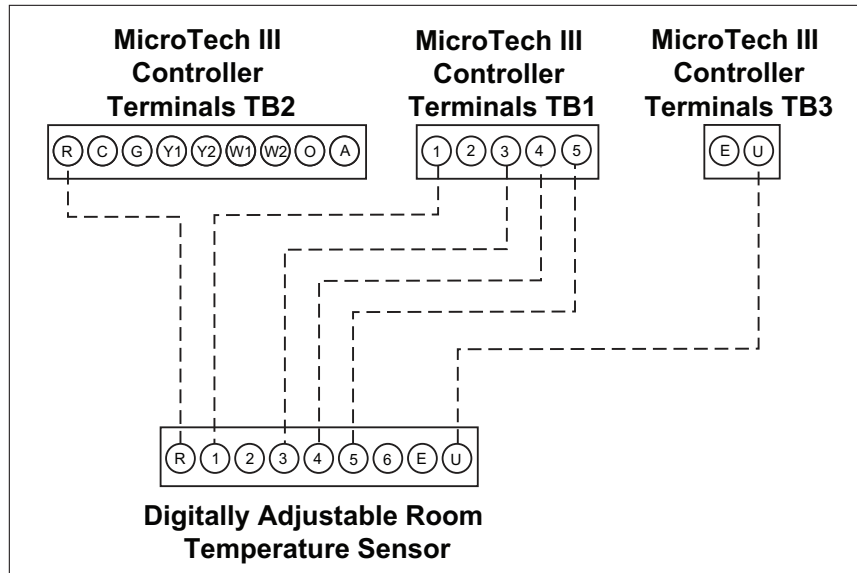 MicroTech III
Controller
Terminals TB2
MicroTech III
Controller
Terminals TB1
MicroTech III
Controller
Terminals TB3
R C G Y1 Y2 W1 W2 O A
1 2 3 4 5
E U
R 1 2 3 4 5 6 E U
Digitally Adjustable Room
Temperature Sensor